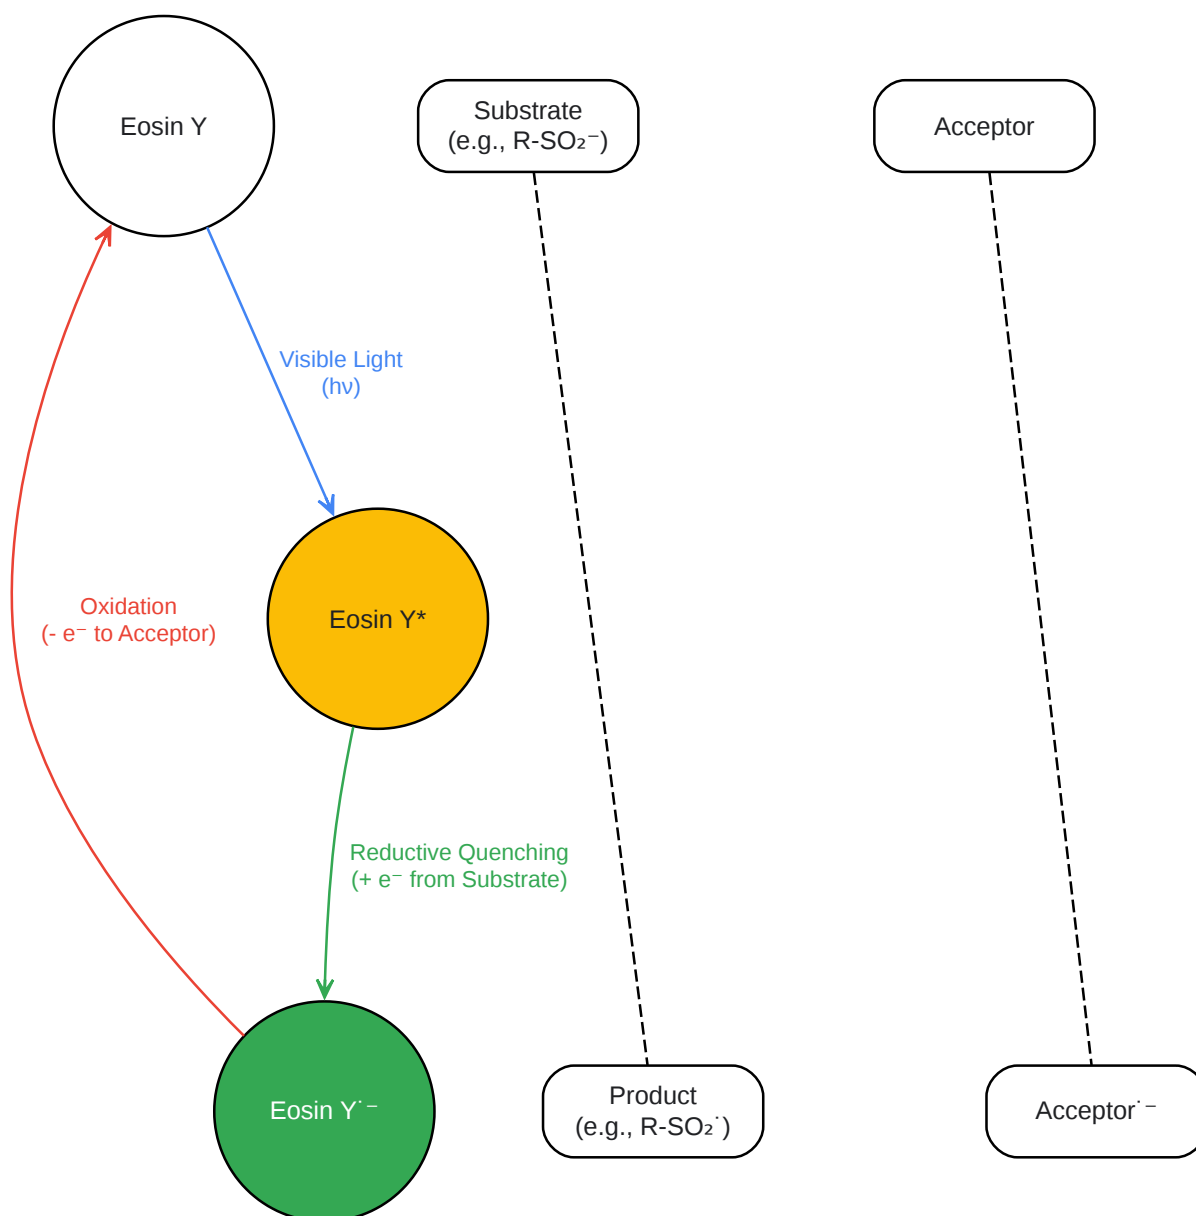 Eosin Y
Substrate
(e.g., R-SO₂⁻)
Acceptor
Visible Light
(hν)
Oxidation
(- e⁻ to Acceptor)
Eosin Y*
Reductive Quenching
(+ e⁻ from Substrate)
Eosin Y˙⁻
Product
(e.g., R-SO₂˙)
Acceptor˙⁻